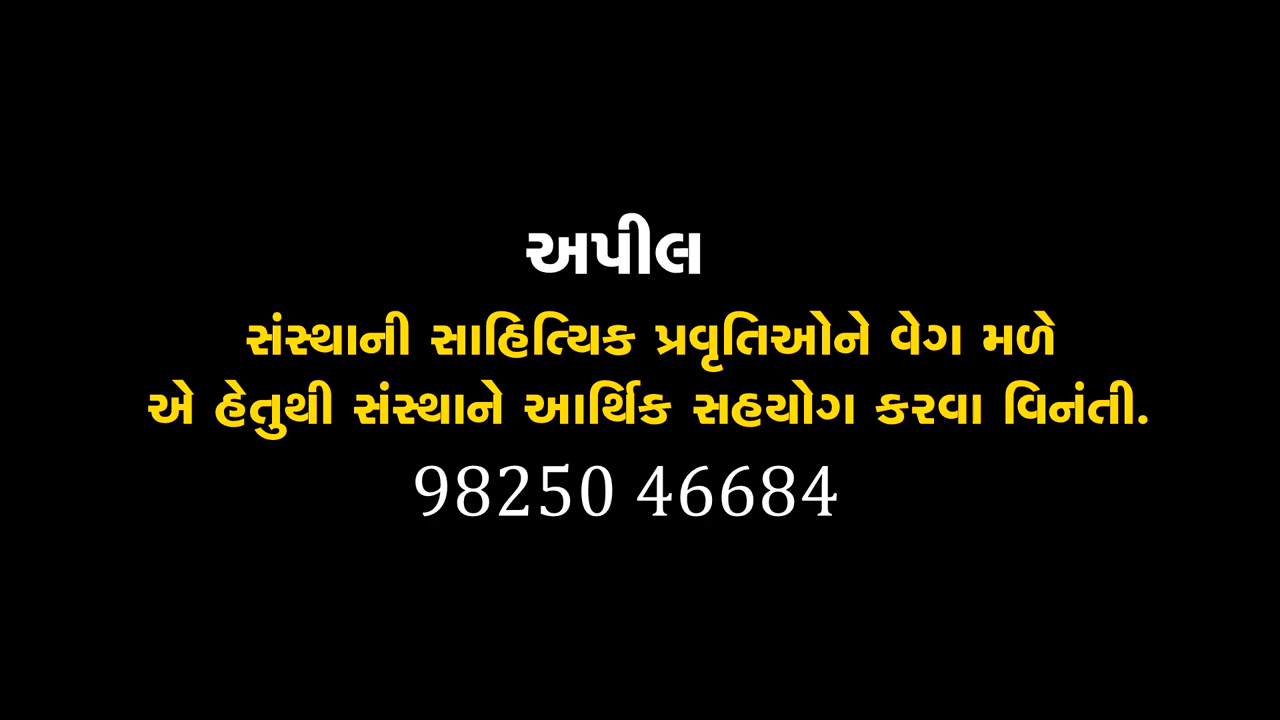 અપીલ
સંસ્થાની સાહિત્યિક પ્રવૃતિઓને વેગ મળે
એ હેતુથી સંસ્થાને આર્થિક સહયોગ કરવા વિનંતી.
98250 46684